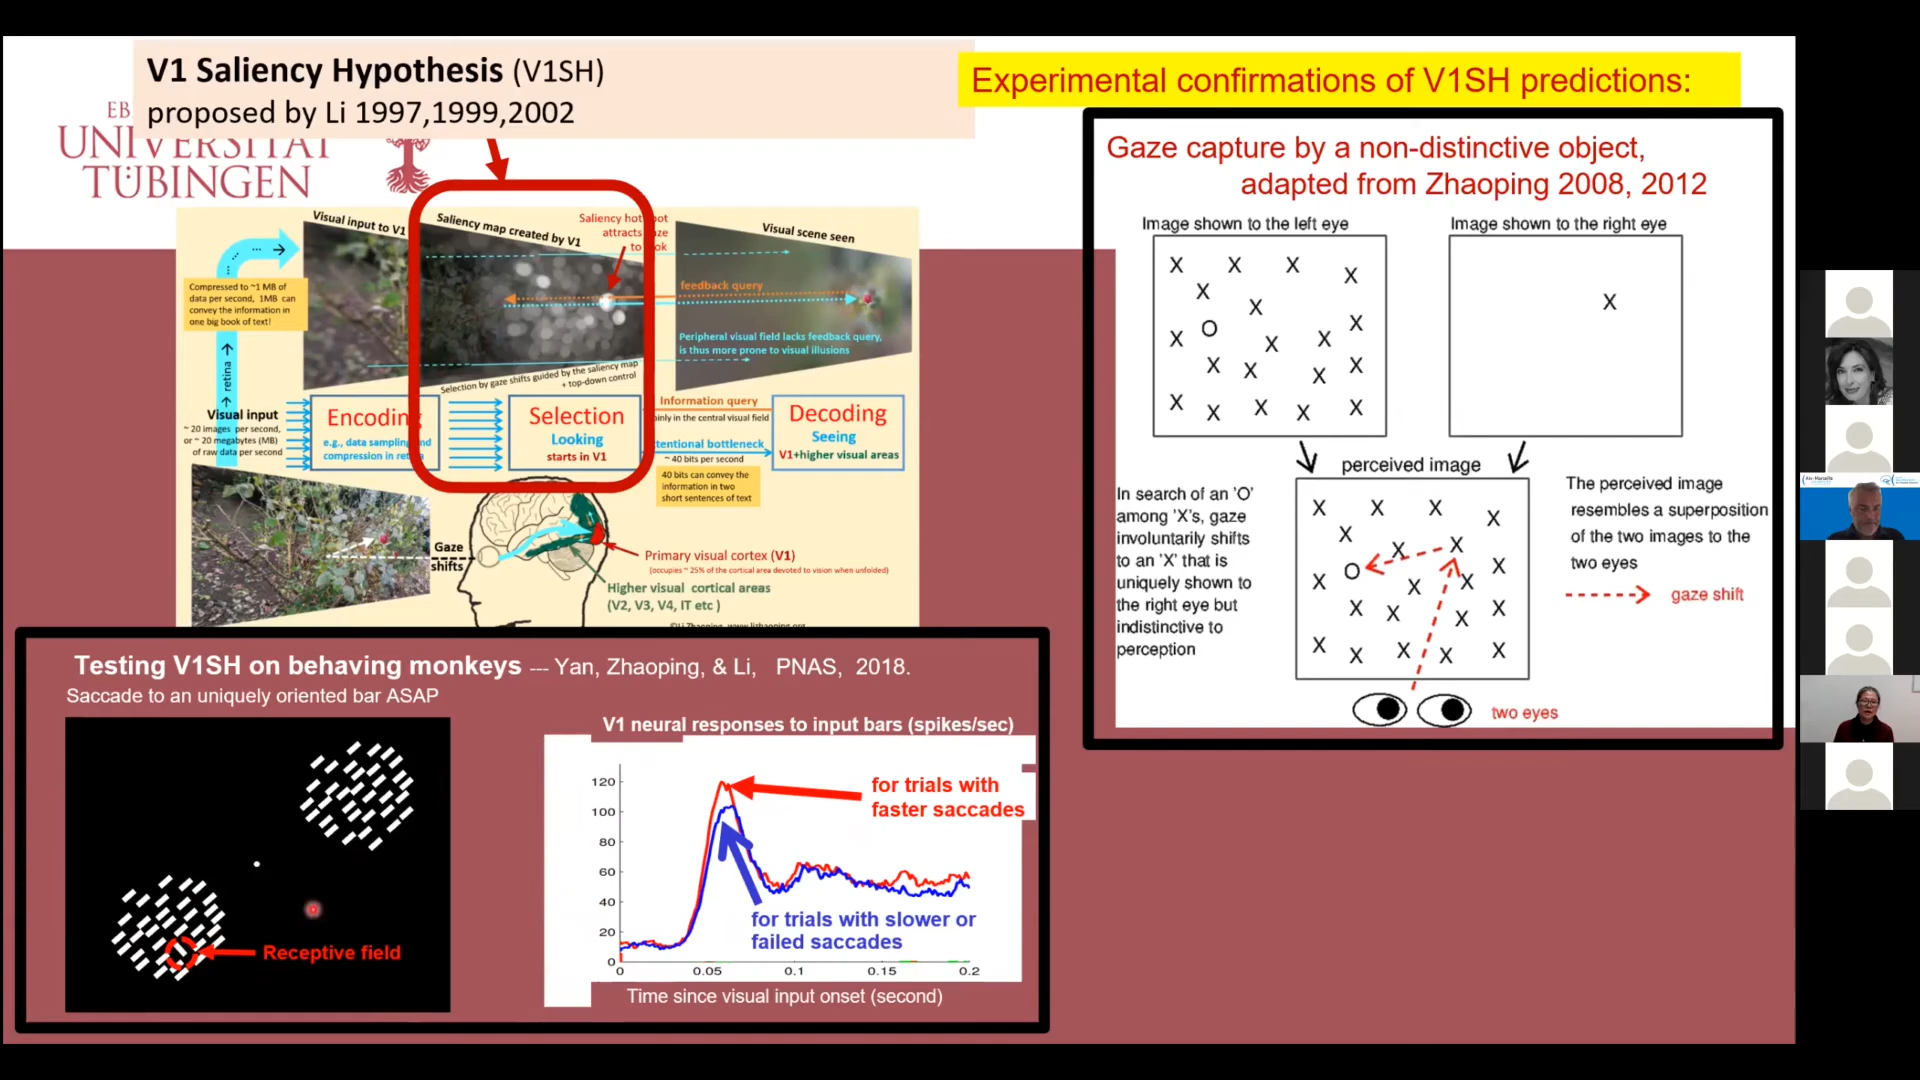 V1 Saliency Hypothesis (V1SH)
proposed by Li 1997,1999,2002
EB
UNIVERSITÄT
TÜBINGEN
Experimental confirmations of V1SH predictions:
Visual input to V1
Saliency map created by V1
Saliency hot
attracts
to
Visual scene seen
feedback query
Peripheral visual field lacks feedback query,
is thus more prone to visual illusions
Compressed to ~1 MB of
data per second, 1MB can
convey the information in
one big book of text!
retina
Selection by gaze shifts guided by the saliency map
+ top-down control
Visual input
~ 20 images per second,
or ~ 20 megabytes (MB)
of raw data per second
Encoding
e.g., data sampling and
compression in
Selection
Looking
starts in V1
Information query
in the central visual field
tentional bottleneck
~ 40 bits per second
40 bits can convey the
information in two
short sentences of text
Decoding
Seeing
V1+higher visual areas
Gaze
shifts
Primary visual cortex (V1)
(occupies ~ 25% of the cortical area devoted to vision when unfolded)
Higher visual cortical areas
(V2, V3, V4, IT etc )
Testing V1SH on behaving monkeys --- Yan, Zhaoping, & Li, PNAS, 2018.
Saccade to an uniquely oriented bar ASAP
Receptive field
V1 neural responses to input bars (spikes/sec)
120
100
80
60
40
20
0
0 0.05 0.1 0.15 0.2
for trials with
faster saccades
for trials with slower or
failed saccades
Time since visual input onset (second)
Gaze capture by a non-distinctive object,
adapted from Zhaoping 2008, 2012
Image shown to the left eye
Image shown to the right eye
X X X X
X X
X O X X X
X X X X
X X X X X
X
perceived image
In search of an 'O'
among 'X's, gaze
involuntarily shifts
to an 'X' that is
uniquely shown to
the right eye but
indistinctive to
perception
X X X X
X X X
X O X X X
X X X X
X X X X X
The perceived image
resembles a superposition
of the two images to the
two eyes
gaze shift
two eyes